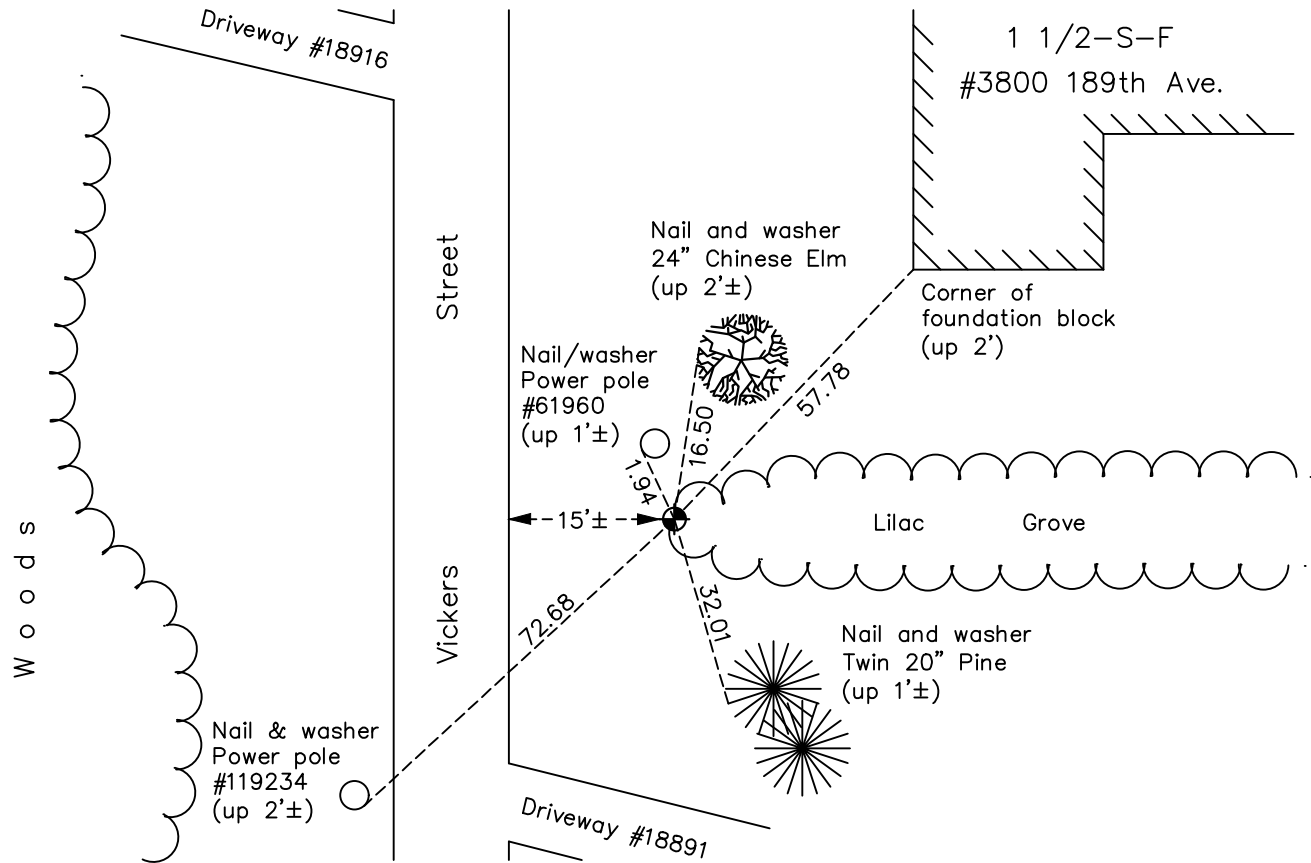 Driveway #18916
1 1/2-S-F
#3800 189th Ave.
Street
Nail and washer
24" Chinese Elm
(up 2'±)
Corner of
foundation block
(up 2')
Nail/washer
Power pole
#61960
(up 1'±)
57.78
16.50
1.94
15'±
Lilac Grove
Woods
Vickers
72.68
32.01
Nail and washer
Twin 20" Pine
(up 1'±)
Nail & washer
Power pole
#119234
(up 2'±)
Driveway #18891